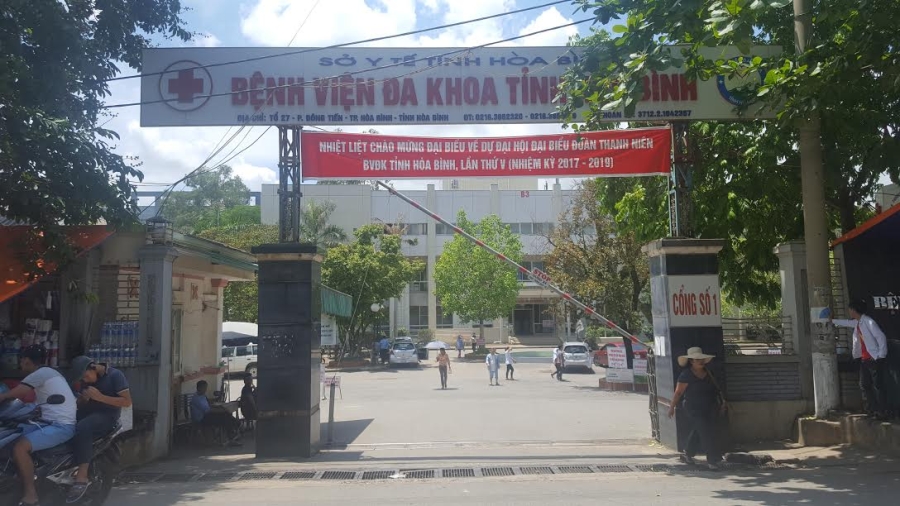 SỞ Y TẾ TỈNH HÒA BÌNH
BỆNH VIỆN ĐA KHOA TỈNH BÌNH
ĐỊA CHỈ: TỔ 27 - P. ĐỒNG TIẾN - TP. HÒA BÌNH - TỈNH HÒA BÌNH
NHIỆT LIỆT CHÀO MỪNG ĐẠI BIỂU VỀ DỰ ĐẠI HỘI ĐẠI BIỂU ĐOÀN THANH NIÊN
BVĐK TỈNH HÒA BÌNH, LẦN THỨ V (NHIỆM KỲ 2017 - 2019)
B3
CỔNG SỐ 1
BỆN